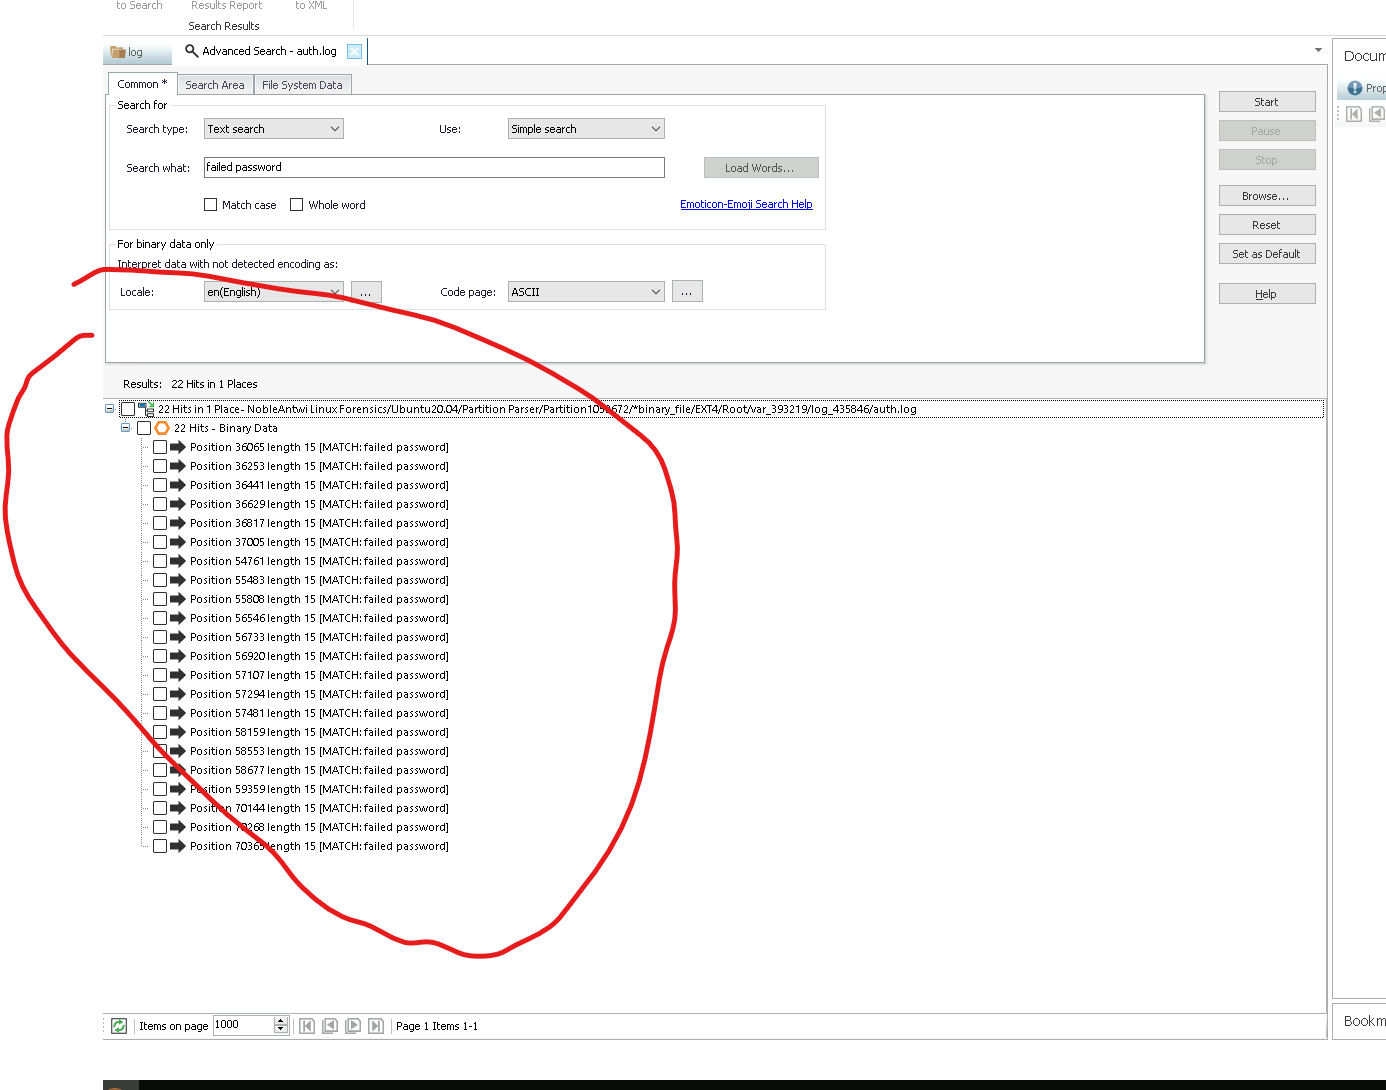 to Search Results Report to XML
Search Results
log Advanced Search - auth.log
Docum
Common * Search Area File System Data
Prop
Search for
Start
Search type: Text search Use: Simple search
Pause
Stop
Search what: failed password Load Words...
Browse...
Match case Whole word Emoticon-Emoji Search Help
Reset
For binary data only
Set as Default
Interpret data with not detected encoding as:
Locale: en(English) ... Code page: ASCII ...
Help
Results: 22 Hits in 1 Places
22 Hits in 1 Place- NobleAntwi Linux Forensics/Ubuntu20.04/Partition Parser/Partition1052672/*binary_file/EXT4/Root/var_393219/log_435846/auth.log
22 Hits - Binary Data
Position 36065 length 15 [MATCH: failed password]
Position 36253 length 15 [MATCH: failed password]
Position 36441 length 15 [MATCH: failed password]
Position 36629 length 15 [MATCH: failed password]
Position 36817 length 15 [MATCH: failed password]
Position 37005 length 15 [MATCH: failed password]
Position 54761 length 15 [MATCH: failed password]
Position 55483 length 15 [MATCH: failed password]
Position 55808 length 15 [MATCH: failed password]
Position 56546 length 15 [MATCH: failed password]
Position 56733 length 15 [MATCH: failed password]
Position 56920 length 15 [MATCH: failed password]
Position 57107 length 15 [MATCH: failed password]
Position 57294 length 15 [MATCH: failed password]
Position 57481 length 15 [MATCH: failed password]
Position 58159 length 15 [MATCH: failed password]
Position 58553 length 15 [MATCH: failed password]
Position 58677 length 15 [MATCH: failed password]
Position 59359 length 15 [MATCH: failed password]
Position 70144 length 15 [MATCH: failed password]
Position 70268 length 15 [MATCH: failed password]
Position 70365 length 15 [MATCH: failed password]
Items on page 1000 Page 1 Items 1-1
Bookm